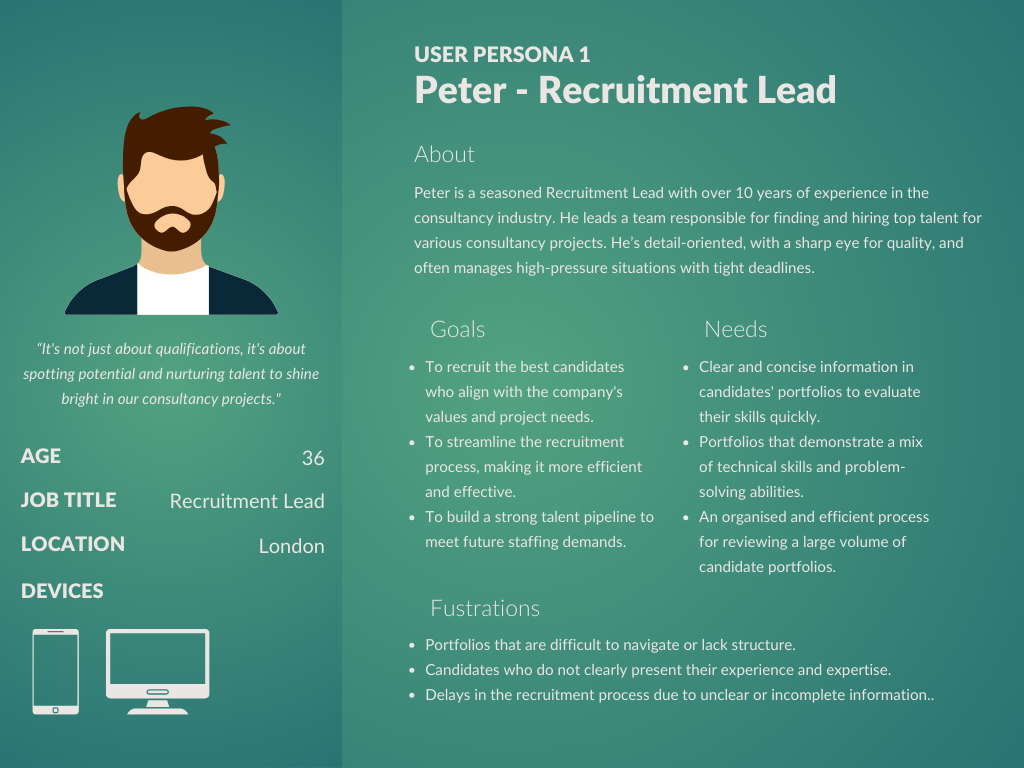 USER PERSONA 1
Peter - Recruitment Lead
About
Peter is a seasoned Recruitment Lead with over 10 years of experience in the
consultancy industry. He leads a team responsible for finding and hiring top talent for
various consultancy projects. He's detail-oriented, with a sharp eye for quality, and
often manages high-pressure situations with tight deadlines.
"It's not just about qualifications, it's about
spotting potential and nurturing talent to shine
bright in our consultancy projects."
AGE 36
JOB TITLE Recruitment Lead
LOCATION London
DEVICES
Goals
• To recruit the best candidates
who align with the company's
values and project needs.
• To streamline the recruitment
process, making it more efficient
and effective.
• To build a strong talent pipeline to
meet future staffing demands.
Needs
• Clear and concise information in
candidates' portfolios to evaluate
their skills quickly.
• Portfolios that demonstrate a mix
of technical skills and problem-
solving abilities.
• An organised and efficient process
for reviewing a large volume of
candidate portfolios.
Fustrations
• Portfolios that are difficult to navigate or lack structure.
• Candidates who do not clearly present their experience and expertise.
• Delays in the recruitment process due to unclear or incomplete information..